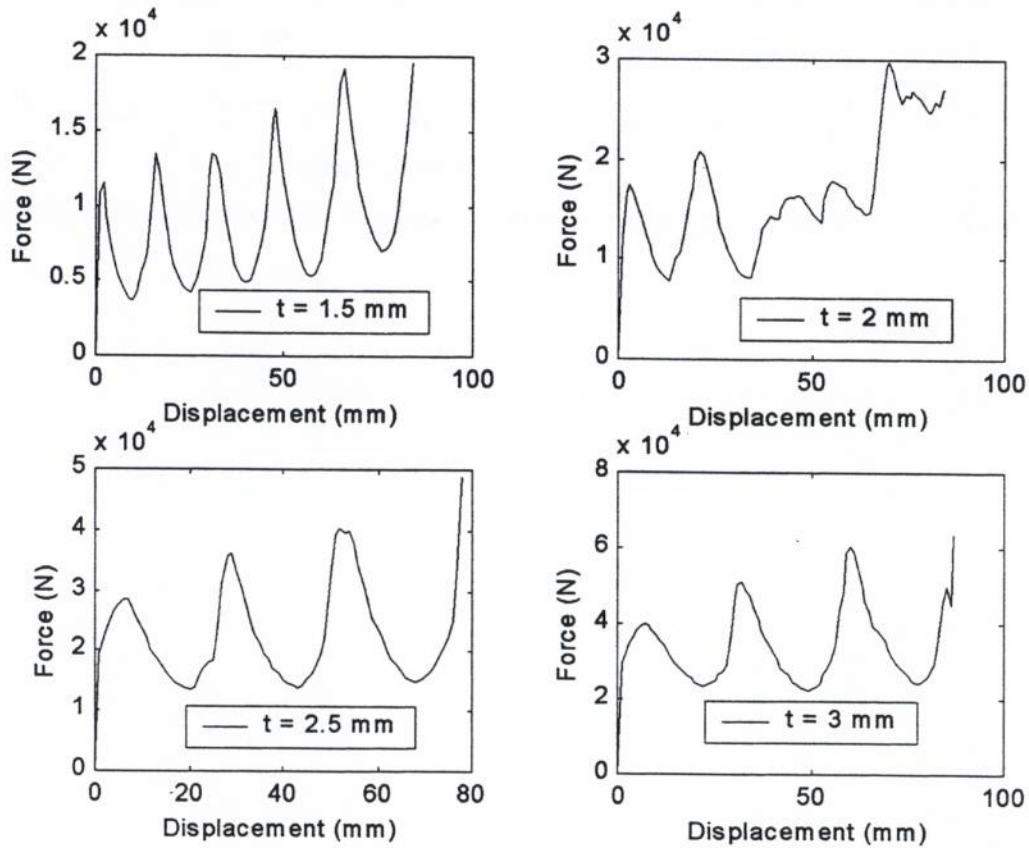 x 10^4
2
1.5
1
0.5
0
Force (N)
t = 1.5 mm
0 50 100
Displacement (mm)
x 10^4
3
2
1
0
Force (N)
t = 2 mm
0 50 100
Displacement (mm)
x 10^4
5
4
3
2
1
0
Force (N)
t = 2.5 mm
0 20 40 60 80
Displacement (mm)
x 10^4
8
6
4
2
0
Force (N)
t = 3 mm
0 50 100
Displacement (mm)